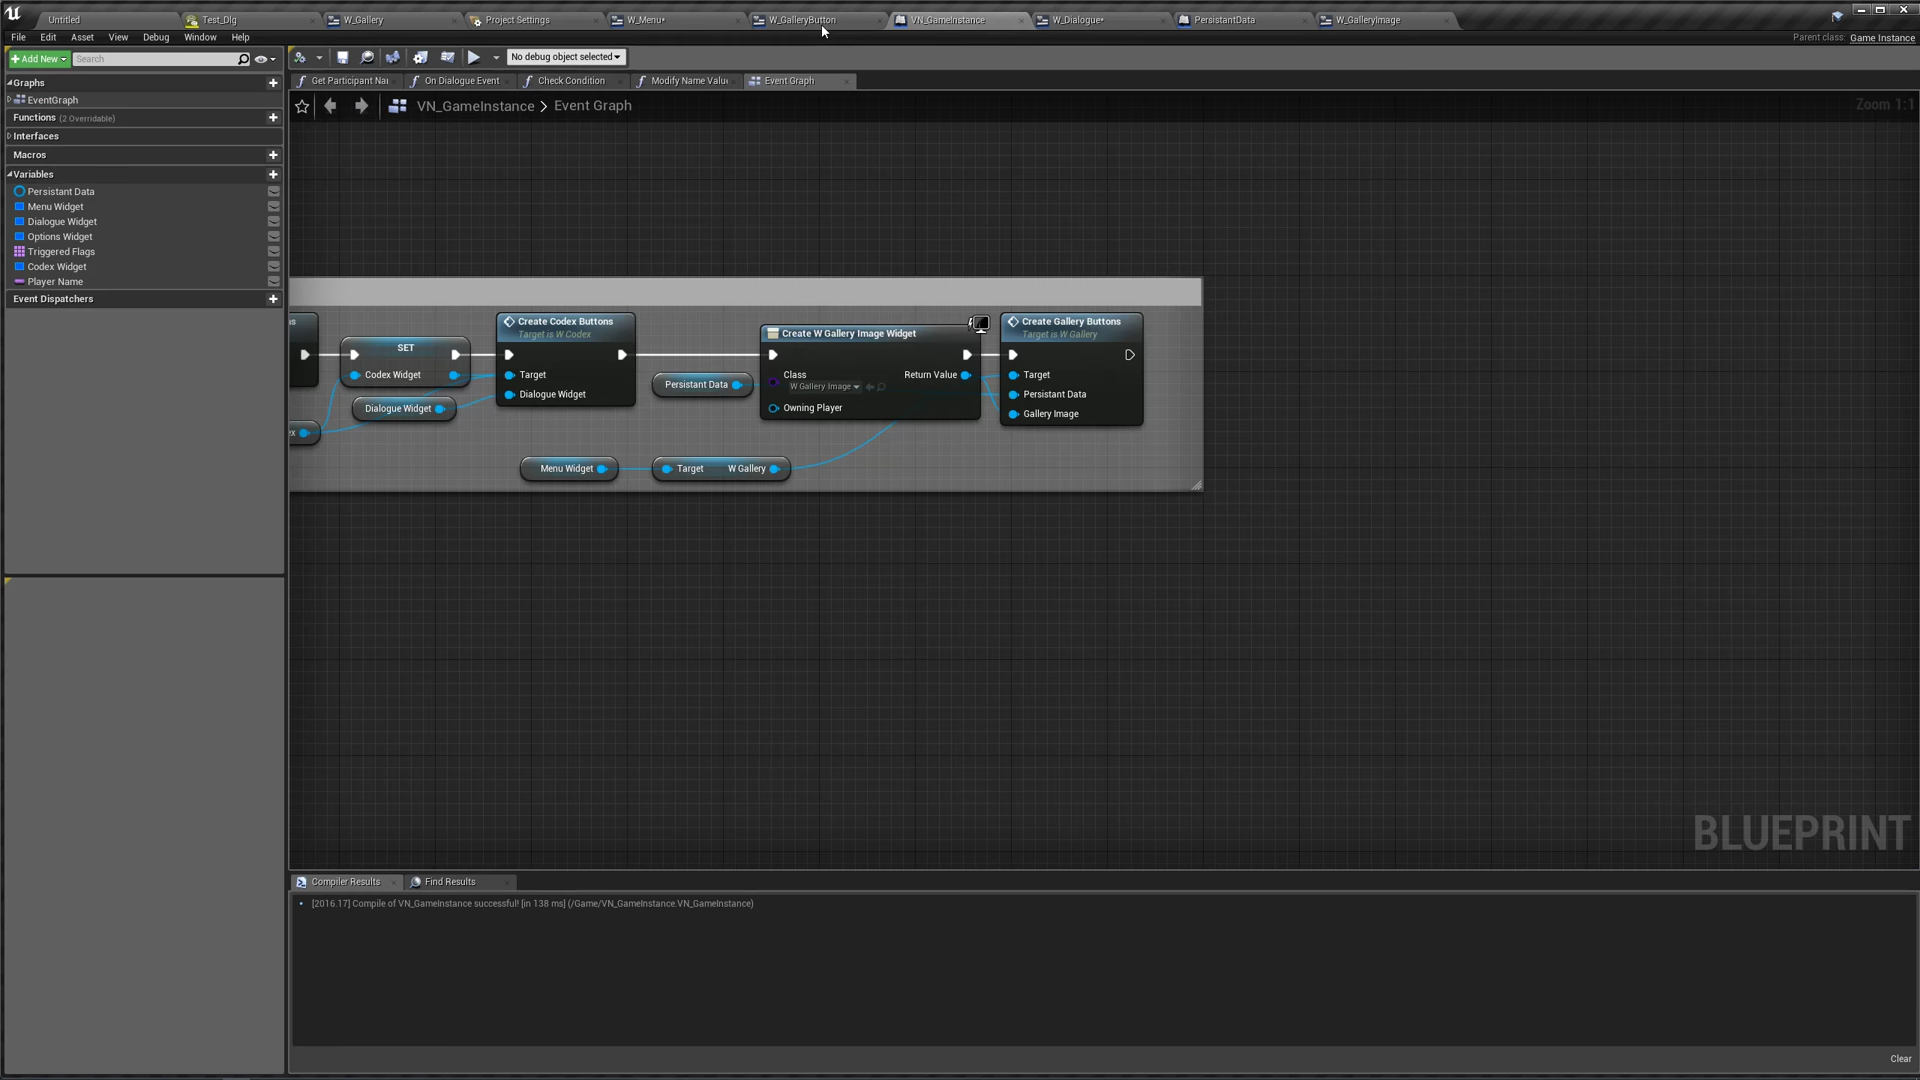 Untitled
Test_Dlg
W_Gallery
Project Settings
W_Menu*
W_GalleryButton
VN_GameInstance
W_Dialogue*
PersistantData
W_GalleryImage
File Edit Asset View Debug Window Help
Parent class: Game Instance
Add New
Search
No debug object selected
Get Participant Nar
On Dialogue Event
Check Condition
Modify Name Valu
Event Graph
VN_GameInstance > Event Graph
Zoom 1:1
Graphs
EventGraph
Functions (2 Overridable)
Interfaces
Macros
Variables
Persistant Data
Menu Widget
Dialogue Widget
Options Widget
Triggered Flags
Codex Widget
Player Name
Event Dispatchers
s
SET
Codex Widget
Dialogue Widget
ex
Create Codex Buttons
Target is W Codex
Target
Dialogue Widget
Persistant Data
Create W Gallery Image Widget
Class
W Gallery Image
Return Value
Owning Player
Create Gallery Buttons
Target is W Gallery
Target
Persistant Data
Gallery Image
Menu Widget
Target W Gallery
BLUEPRINT
Compiler Results
Find Results
[2016.17] Compile of VN_GameInstance successful! [in 138 ms] (/Game/VN_GameInstance.VN_GameInstance)
Clear